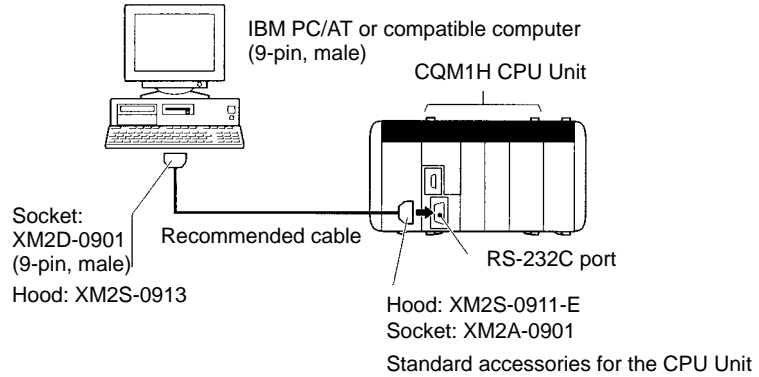 IBM PC/AT or compatible computer
(9-pin, male)
CQM1H CPU Unit
Socket:
XM2D-0901
(9-pin, male)
Hood: XM2S-0913
Recommended cable
RS-232C port
Hood: XM2S-0911-E
Socket: XM2A-0901
Standard accessories for the CPU Unit